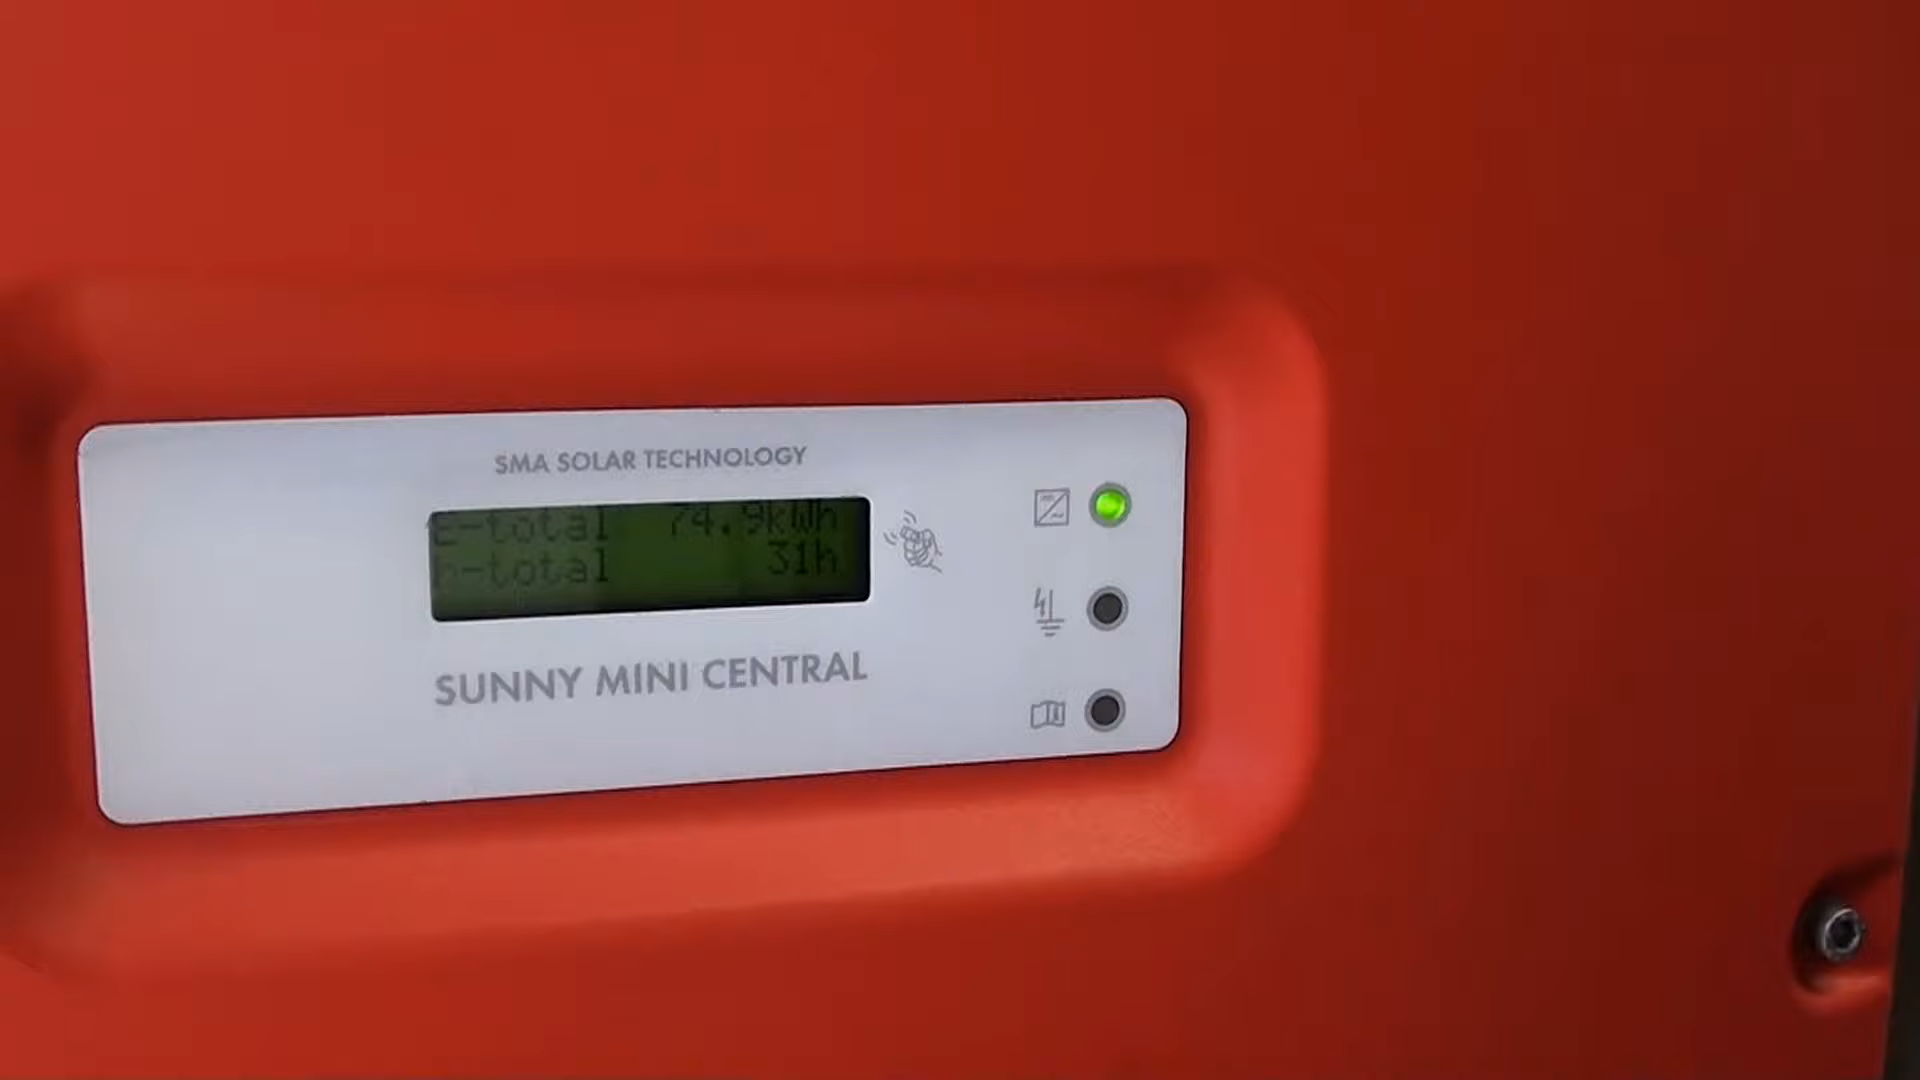 SMA SOLAR TECHNOLOGY
E-total 74.9kWh
h-total 31h
SUNNY MINI CENTRAL